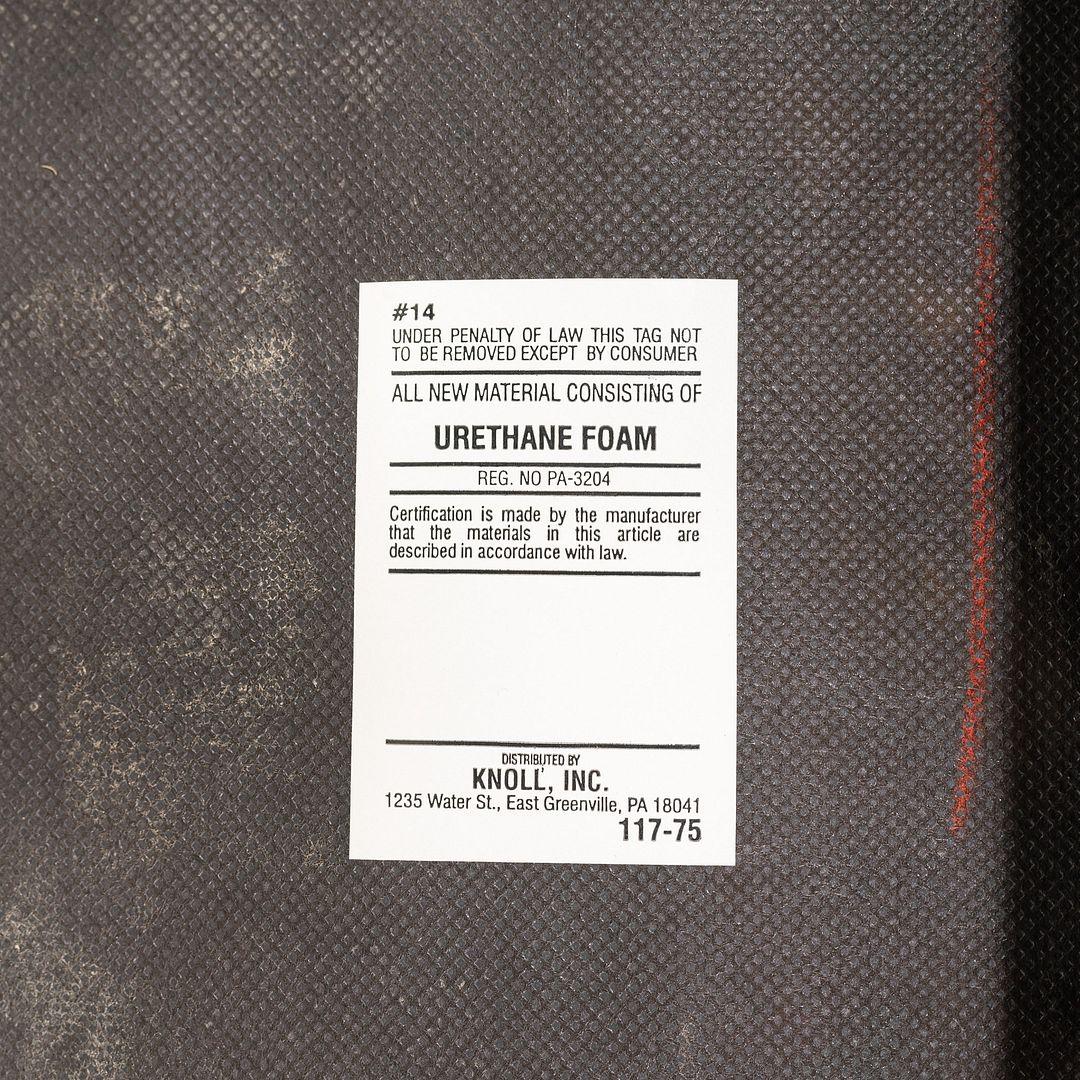 #14
UNDER PENALTY OF LAW THIS TAG NOT
TO BE REMOVED EXCEPT BY CONSUMER
ALL NEW MATERIAL CONSISTING OF
URETHANE FOAM
REG. NO PA-3204
Certification is made by the manufacturer
that the materials in this article are
described in accordance with law.
DISTRIBUTED BY
KNOLL, INC.
1235 Water St., East Greenville, PA 18041
117-75